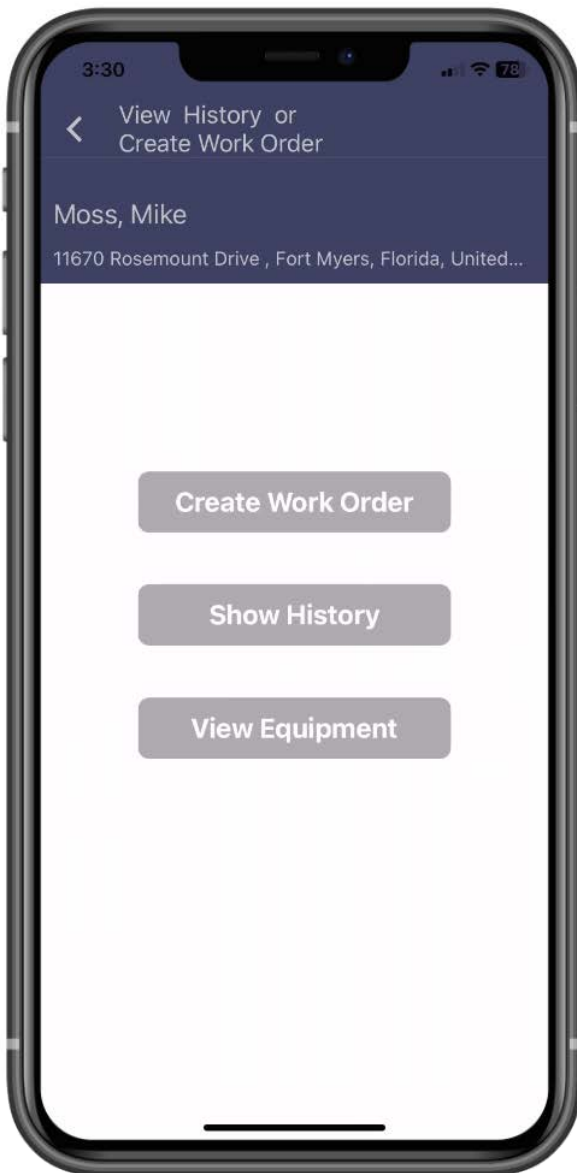 3:30
78
View History or
Create Work Order
Moss, Mike
11670 Rosemount Drive , Fort Myers, Florida, United...
Create Work Order
Show History
View Equipment